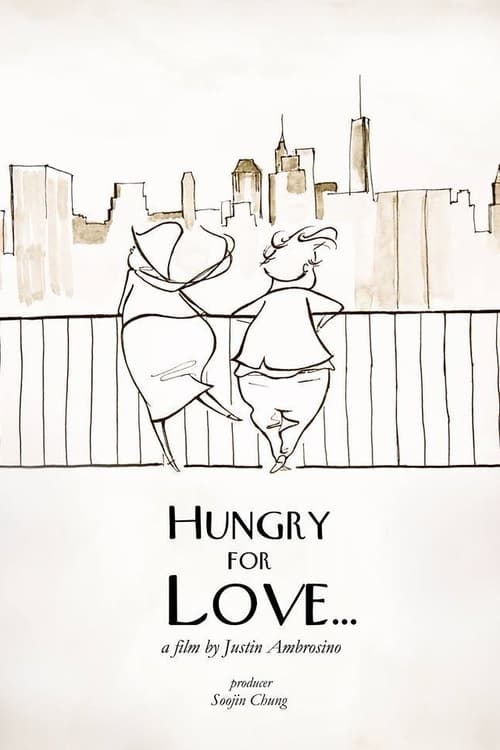 HUNGRY
FOR
LOVE...
a film by Justin Ambrosino
producer
Soojin Chung